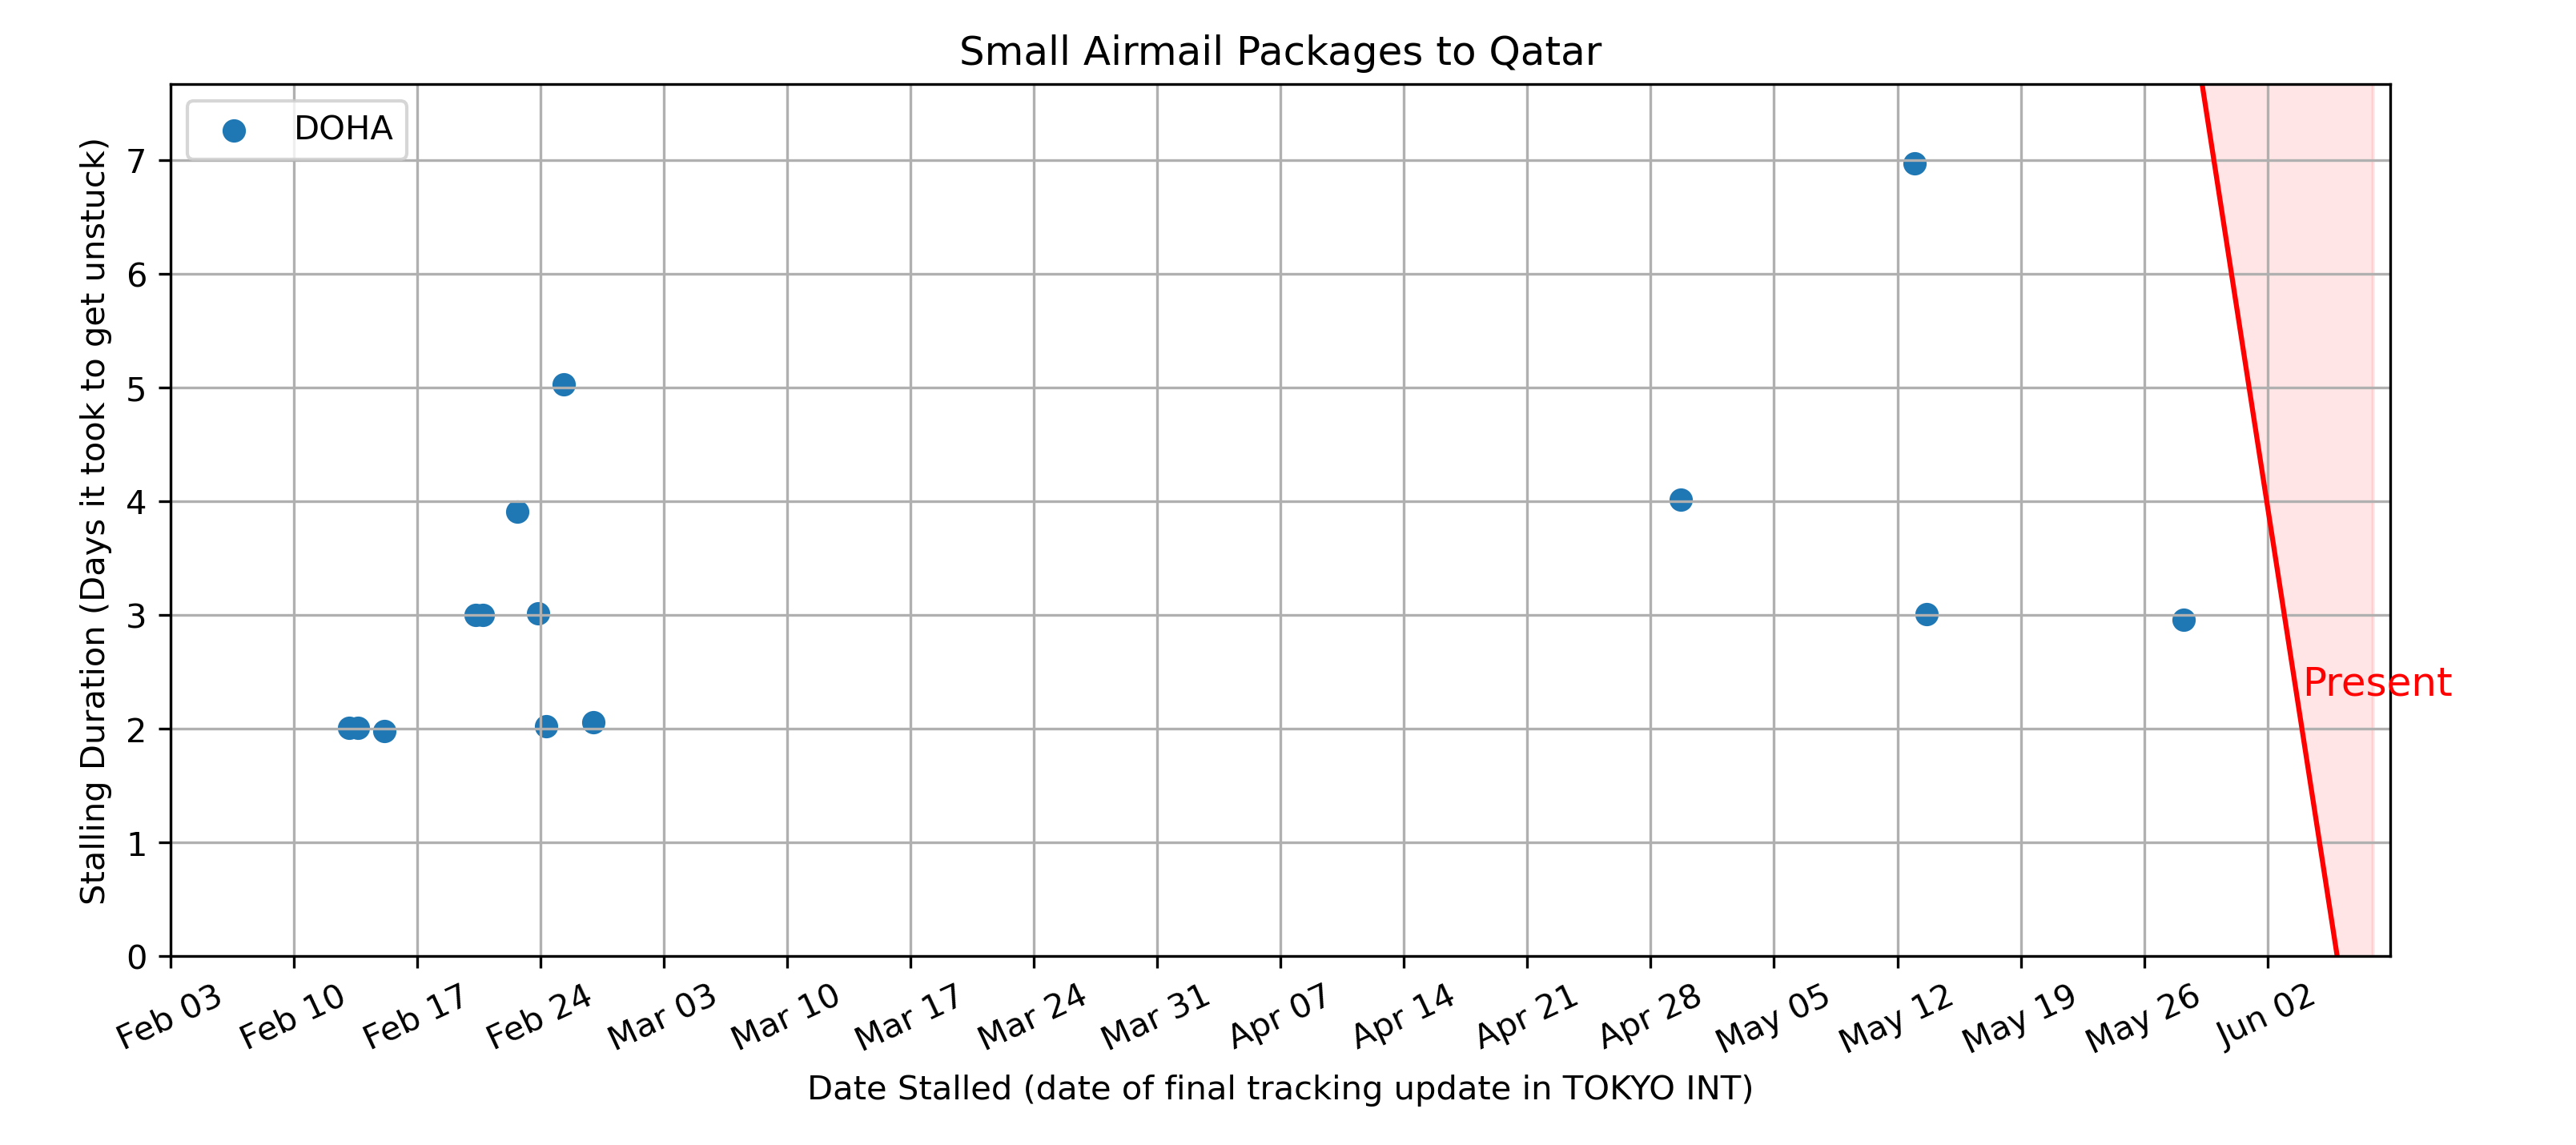 Small Airmail Packages to Qatar
DOHA
Stalling Duration (Days it took to get unstuck)
7
6
5
4
3
2
1
0
Present
Feb 03
Feb 10
Feb 17
Feb 24
Mar 03
Mar 10
Mar 17
Mar 24
Mar 31
Apr 07
Apr 14
Apr 21
Apr 28
May 05
May 12
May 19
May 26
Jun 02
Date Stalled (date of final tracking update in TOKYO INT)